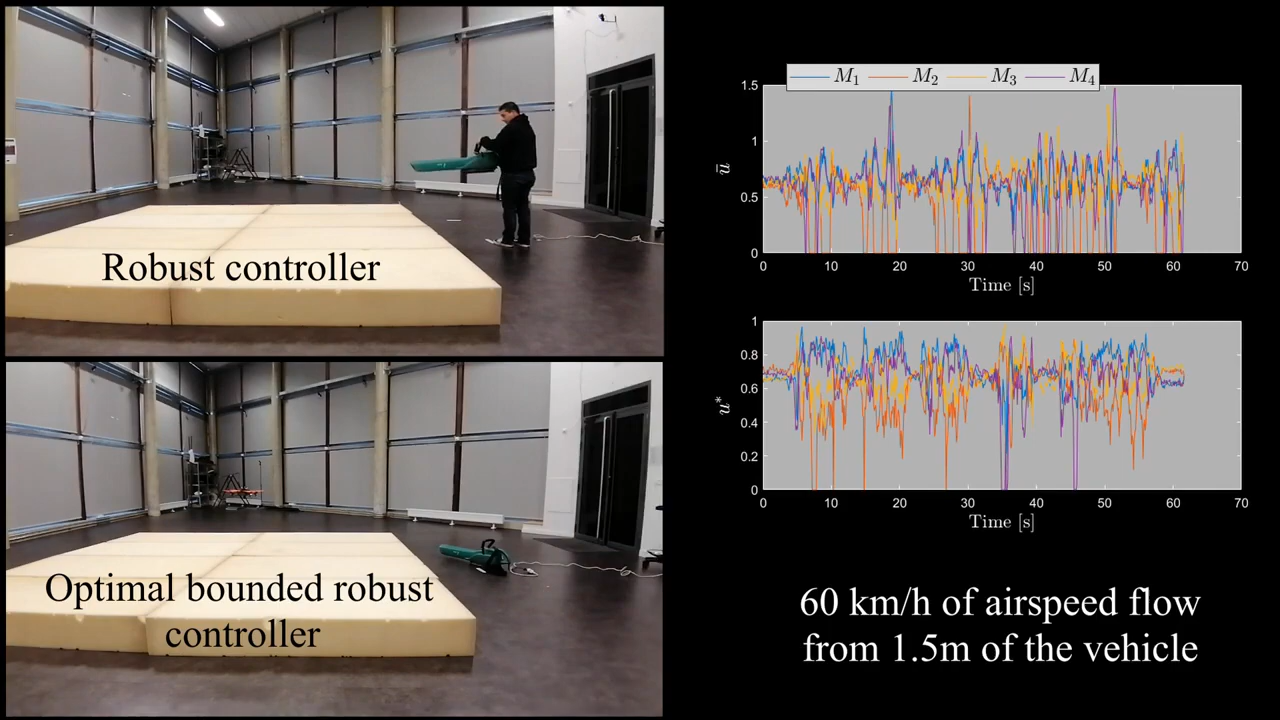 Robust controller
Optimal bounded robust
controller
M1 M2 M3 M4
1.5
1
0.5
0
ū
0 10 20 30 40 50 60 70
Time [s]
1
0.8
0.6
0.4
0.2
0
u*
0 10 20 30 40 50 60 70
Time [s]
60 km/h of airspeed flow
from 1.5m of the vehicle